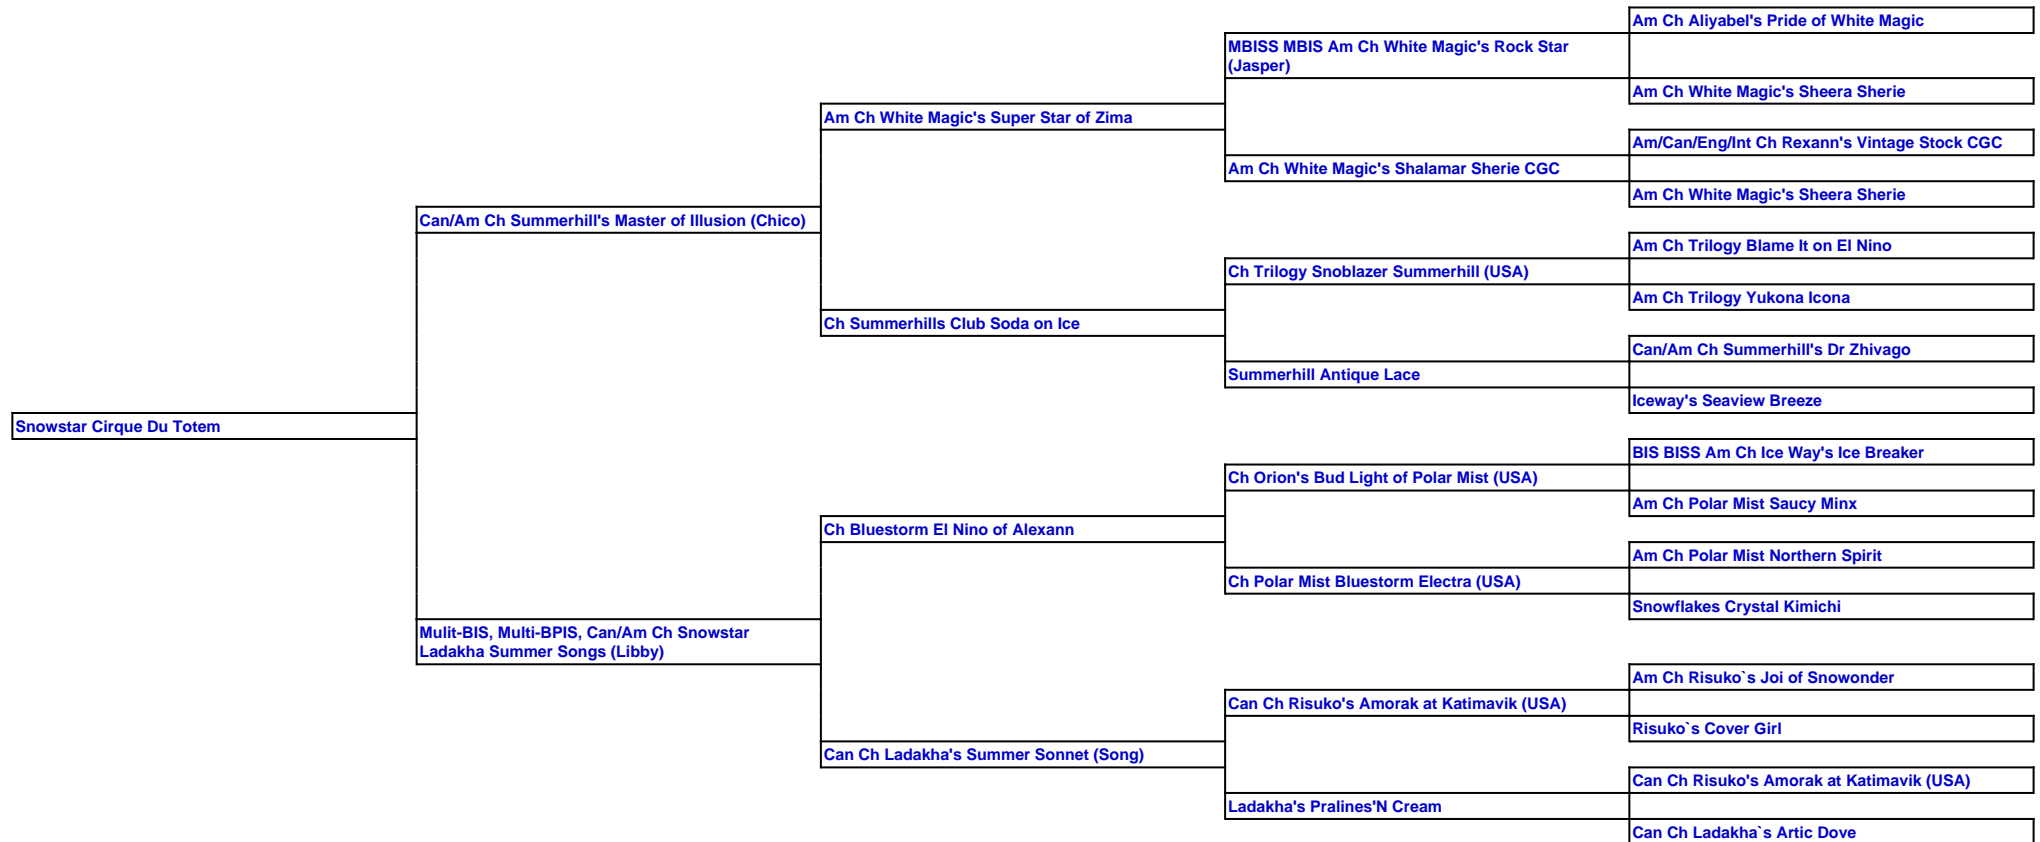 Am Ch Aliyabel's Pride of White Magic
MBISS MBIS Am Ch White Magic's Rock Star
(Jasper)
Am Ch White Magic's Sheera Sherie
Am Ch White Magic's Super Star of Zima
Am/Can/Eng/Int Ch Rexann's Vintage Stock CGC
Am Ch White Magic's Shalamar Sherie CGC
Am Ch White Magic's Sheera Sherie
Can/Am Ch Summerhill's Master of Illusion (Chico)
Am Ch Trilogy Blame It on El Nino
Ch Trilogy Snoblazer Summerhill (USA)
Am Ch Trilogy Yukona Icona
Ch Summerhills Club Soda on Ice
Can/Am Ch Summerhill's Dr Zhivago
Summerhill Antique Lace
Iceway's Seaview Breeze
Snowstar Cirque Du Totem
BIS BISS Am Ch Ice Way's Ice Breaker
Ch Orion's Bud Light of Polar Mist (USA)
Am Ch Polar Mist Saucy Minx
Ch Bluestorm El Nino of Alexann
Am Ch Polar Mist Northern Spirit
Ch Polar Mist Bluestorm Electra (USA)
Snowflakes Crystal Kimichi
Mulit-BIS, Multi-BPIS, Can/Am Ch Snowstar
Ladakha Summer Songs (Libby)
Am Ch Risuko`s Joi of Snowonder
Can Ch Risuko's Amorak at Katimavik (USA)
Risuko`s Cover Girl
Can Ch Ladakha's Summer Sonnet (Song)
Can Ch Risuko's Amorak at Katimavik (USA)
Ladakha's Pralines'N Cream
Can Ch Ladakha`s Artic Dove